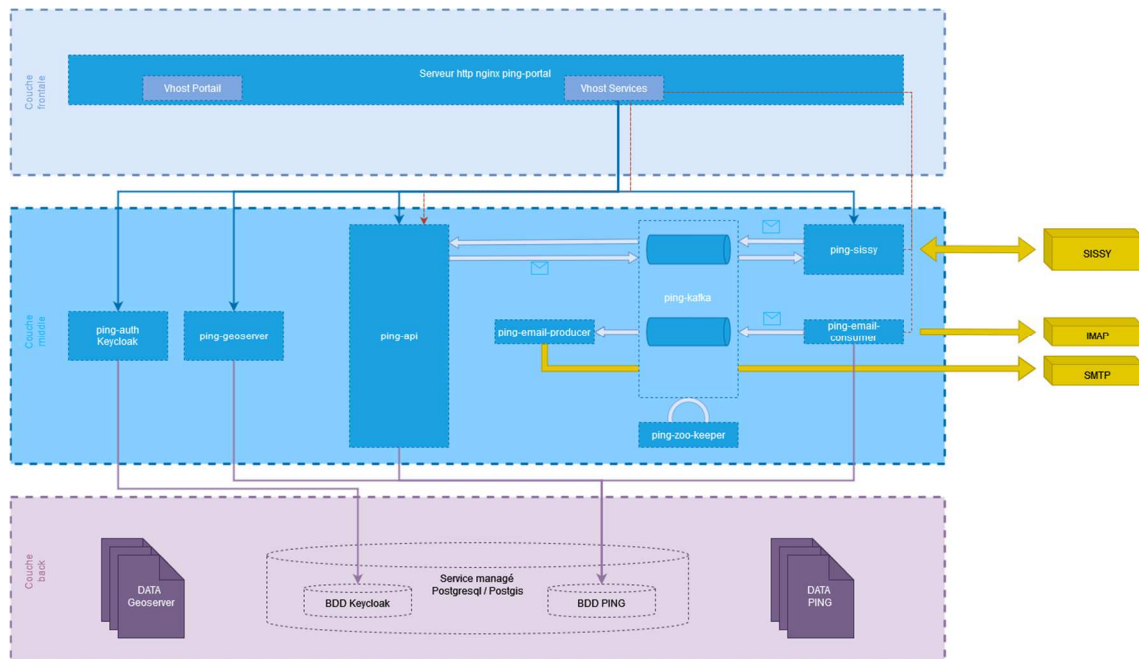 Couche
frontale
Serveur http nginx ping-portal
Vhost Portail
Vhost Services
Couche
middle
ping-auth
Keycloak
ping-geoserver
ping-api
ping-kafka
ping-sissy
ping-email-producer
ping-email-
consumer
ping-zoo-keeper
SISSY
IMAP
SMTP
Couche
back
DATA
Geoserver
Service managé
Postgresql / Postgis
BDD Keycloak
BDD PING
DATA
PING